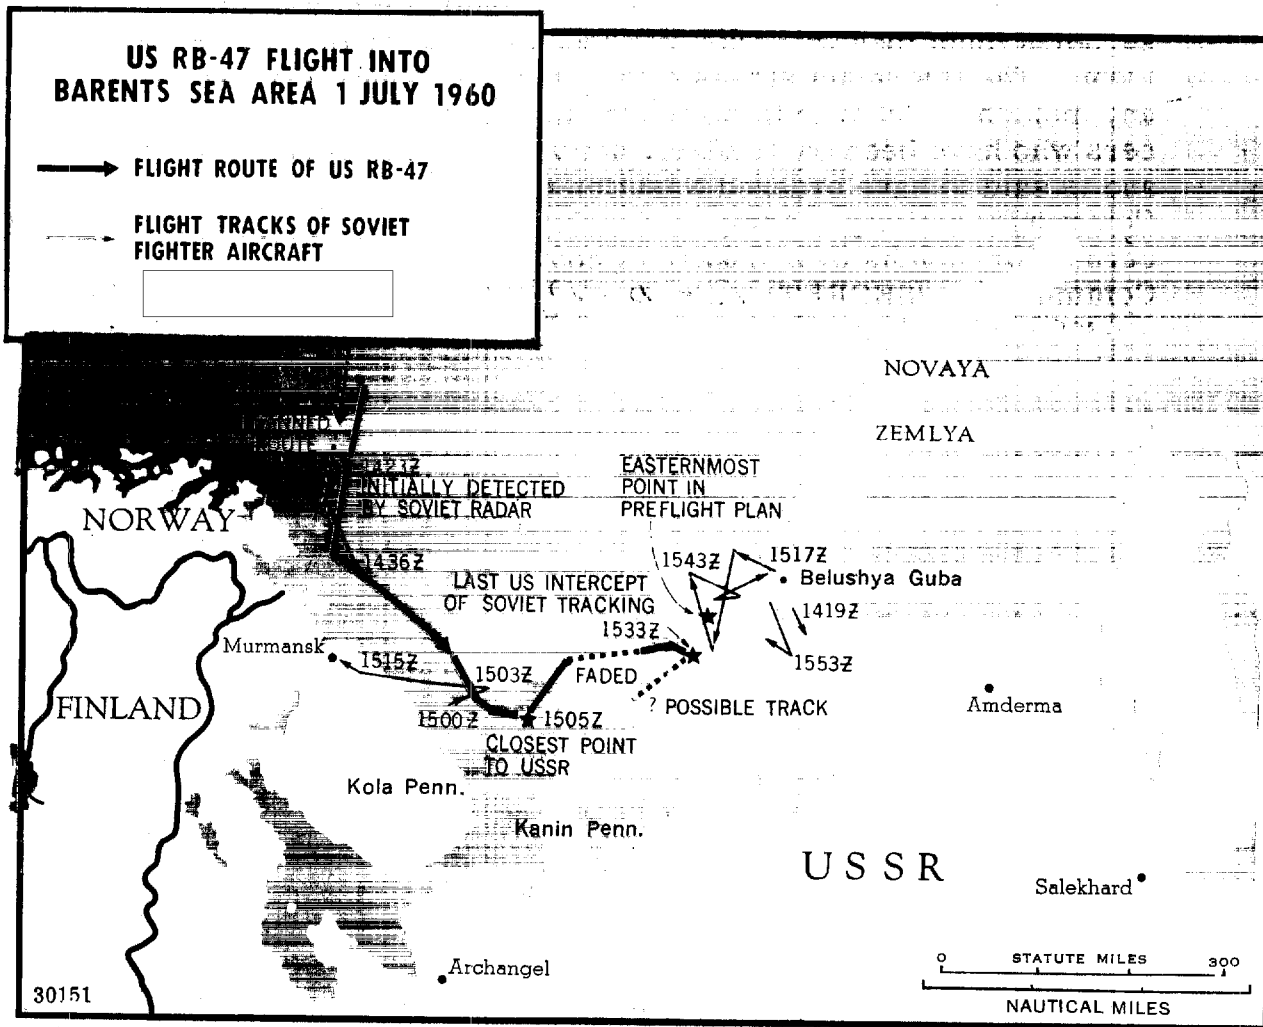 US RB-47 FLIGHT INTO
BARENTS SEA AREA 1 JULY 1960
FLIGHT ROUTE OF US RB-47
FLIGHT TRACKS OF SOVIET
FIGHTER AIRCRAFT
NOVAYA
ZEMLYA
1423Z
INITIALLY DETECTED
BY SOVIET RADAR
EASTERNMOST
POINT IN
PREFLIGHT PLAN
NORWAY
1436Z
1543Z
1517Z
Belushya Guba
LAST US INTERCEPT
OF SOVIET TRACKING
1419Z
1533Z
Murmansk
1515Z
1503Z
FADED
1553Z
FINLAND
1500Z
1505Z
? POSSIBLE TRACK
Amderma
CLOSEST POINT
TO USSR
Kola Penn.
Kanin Penn.
USSR
Salekhard
Archangel
0 STATUTE MILES 300
NAUTICAL MILES
30151